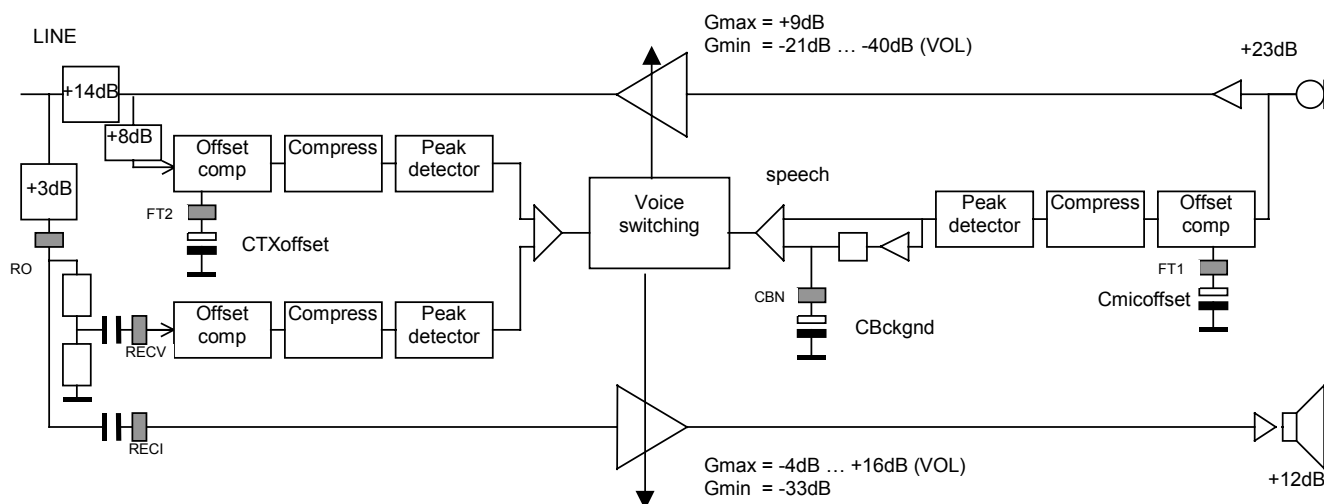 Gmax = +9dB
Gmin = -21dB … -40dB (VOL)
LINE
+23dB
+14dB
+8dB
Offset comp
Compress
Peak detector
+3dB
FT2
CTXoffset
RO
Voice switching
speech
Peak detector
Compress
Offset comp
FT1
Cmicoffset
CBN
CBckgnd
Offset comp
Compress
Peak detector
RECV
RECI
Gmax = -4dB … +16dB (VOL)
Gmin = -33dB
+12dB